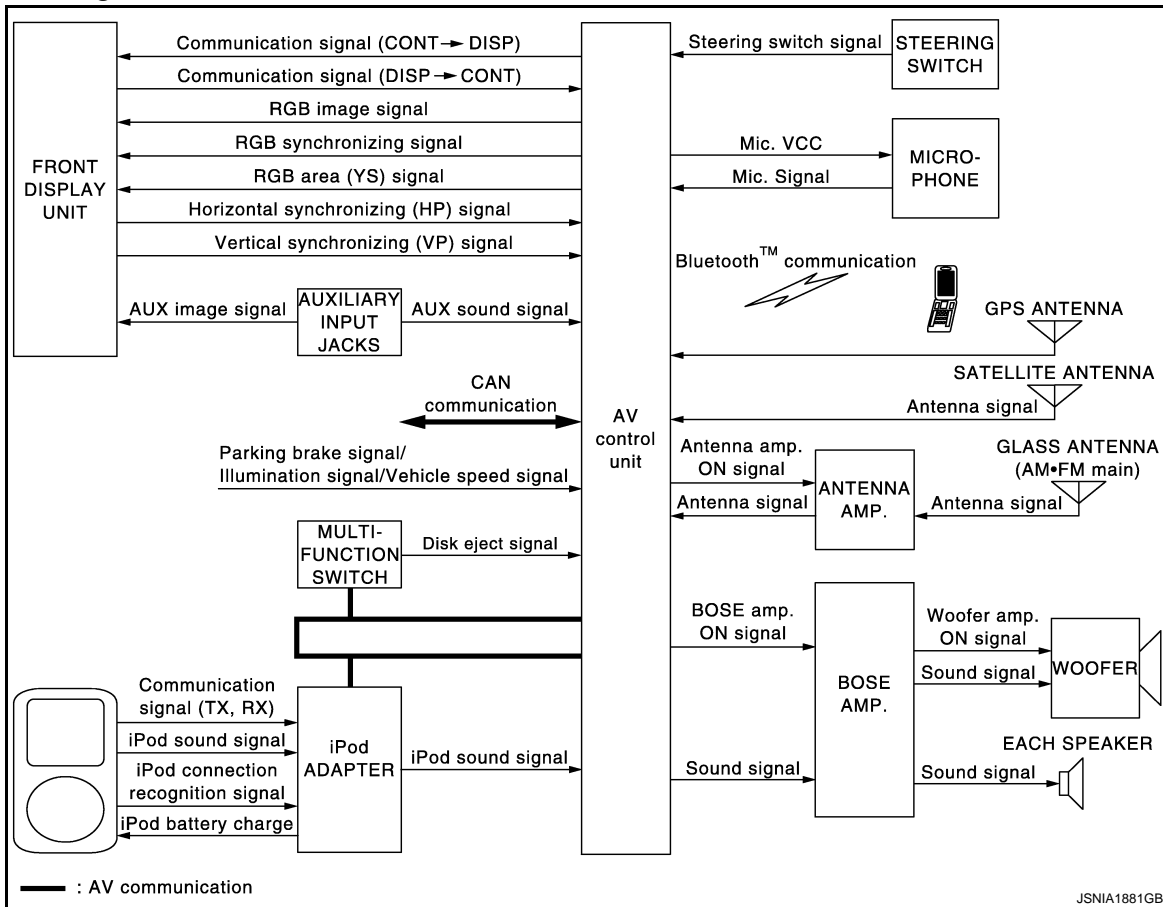 FRONT
DISPLAY
UNIT
Communication signal (CONT→ DISP)
Communication signal (DISP→ CONT)
RGB image signal
RGB synchronizing signal
RGB area (YS) signal
Horizontal synchronizing (HP) signal
Vertical synchronizing (VP) signal
AUX image signal
AUXILIARY
INPUT
JACKS
AUX sound signal
CAN
communication
Parking brake signal/
Illumination signal/Vehicle speed signal
MULTI-
FUNCTION
SWITCH
Disk eject signal
Communication
signal (TX, RX)
iPod sound signal
iPod connection
recognition signal
iPod battery charge
iPod
ADAPTER
iPod sound signal
AV
control
unit
Steering switch signal
STEERING
SWITCH
Mic. VCC
Mic. Signal
MICRO-
PHONE
Bluetooth™ communication
GPS ANTENNA
SATELLITE ANTENNA
Antenna signal
Antenna amp.
ON signal
Antenna signal
ANTENNA
AMP.
GLASS ANTENNA
(AM•FM main)
Antenna signal
BOSE amp.
ON signal
Sound signal
BOSE
AMP.
Woofer amp.
ON signal
Sound signal
WOOFER
EACH SPEAKER
Sound signal
: AV communication
JSNIA1881GB